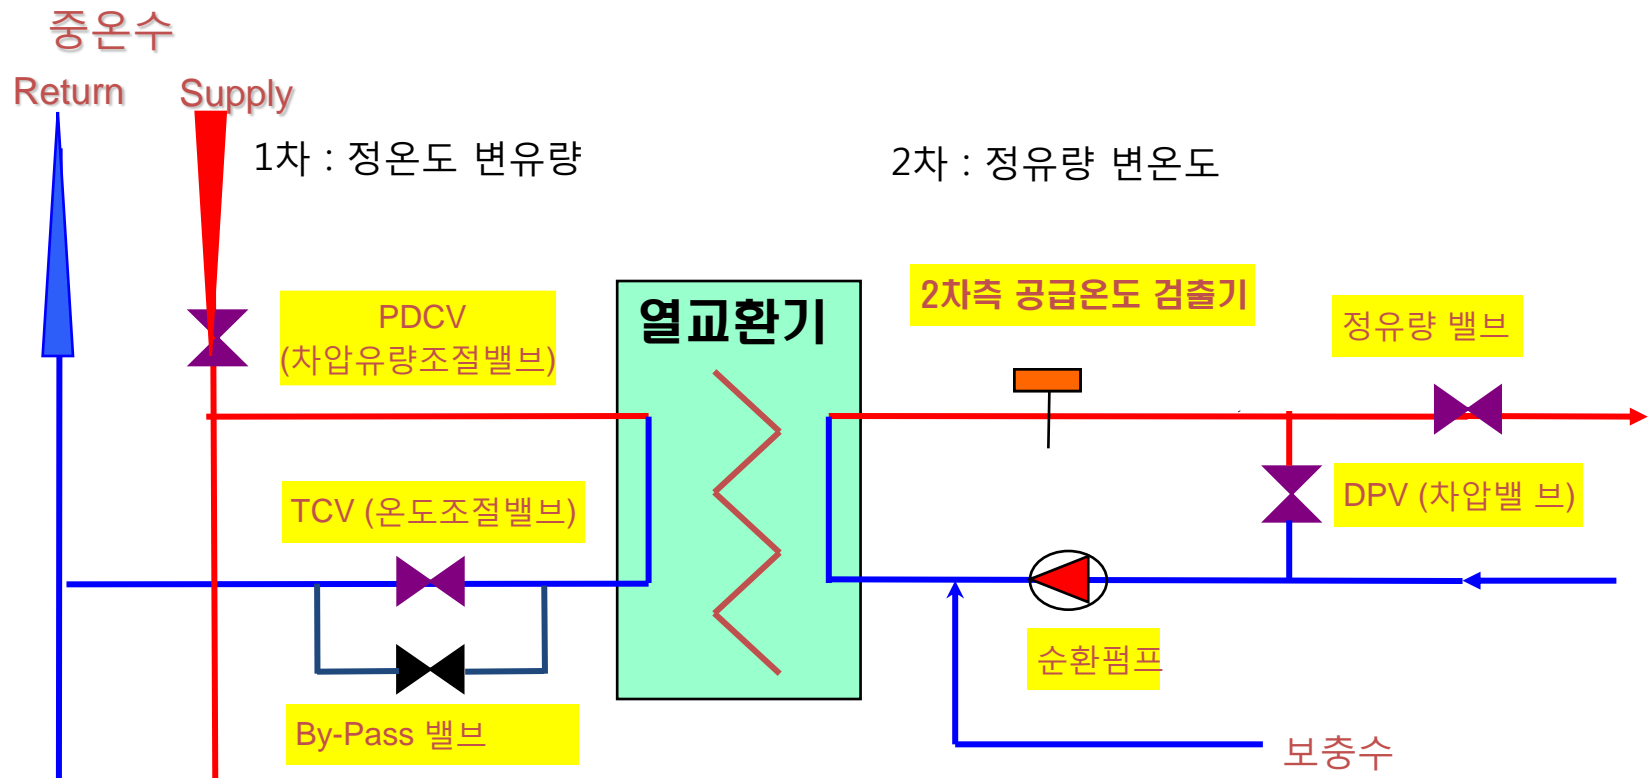 중온수
Return
Supply
1차 : 정온도 변유량
2차 : 정유량 변온도
PDCV
(차압유량조절밸브)
열교환기
2차측 공급온도 검출기
정유량 밸브
TCV (온도조절밸브)
DPV (차압밸 브)
순환펌프
By-Pass 밸브
보충수